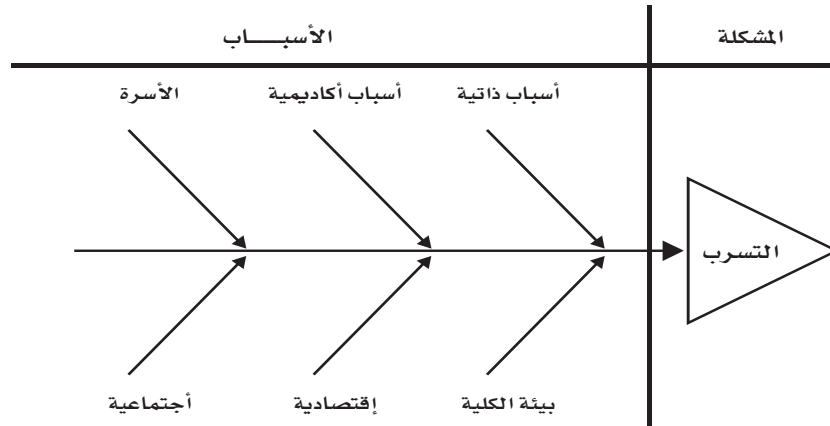 المشكلة
الأسبـــــاب
أسباب ذاتية
أسباب أكاديمية
الأسرة
التسرب
بيئة الكلية
إقتصادية
أجتماعية